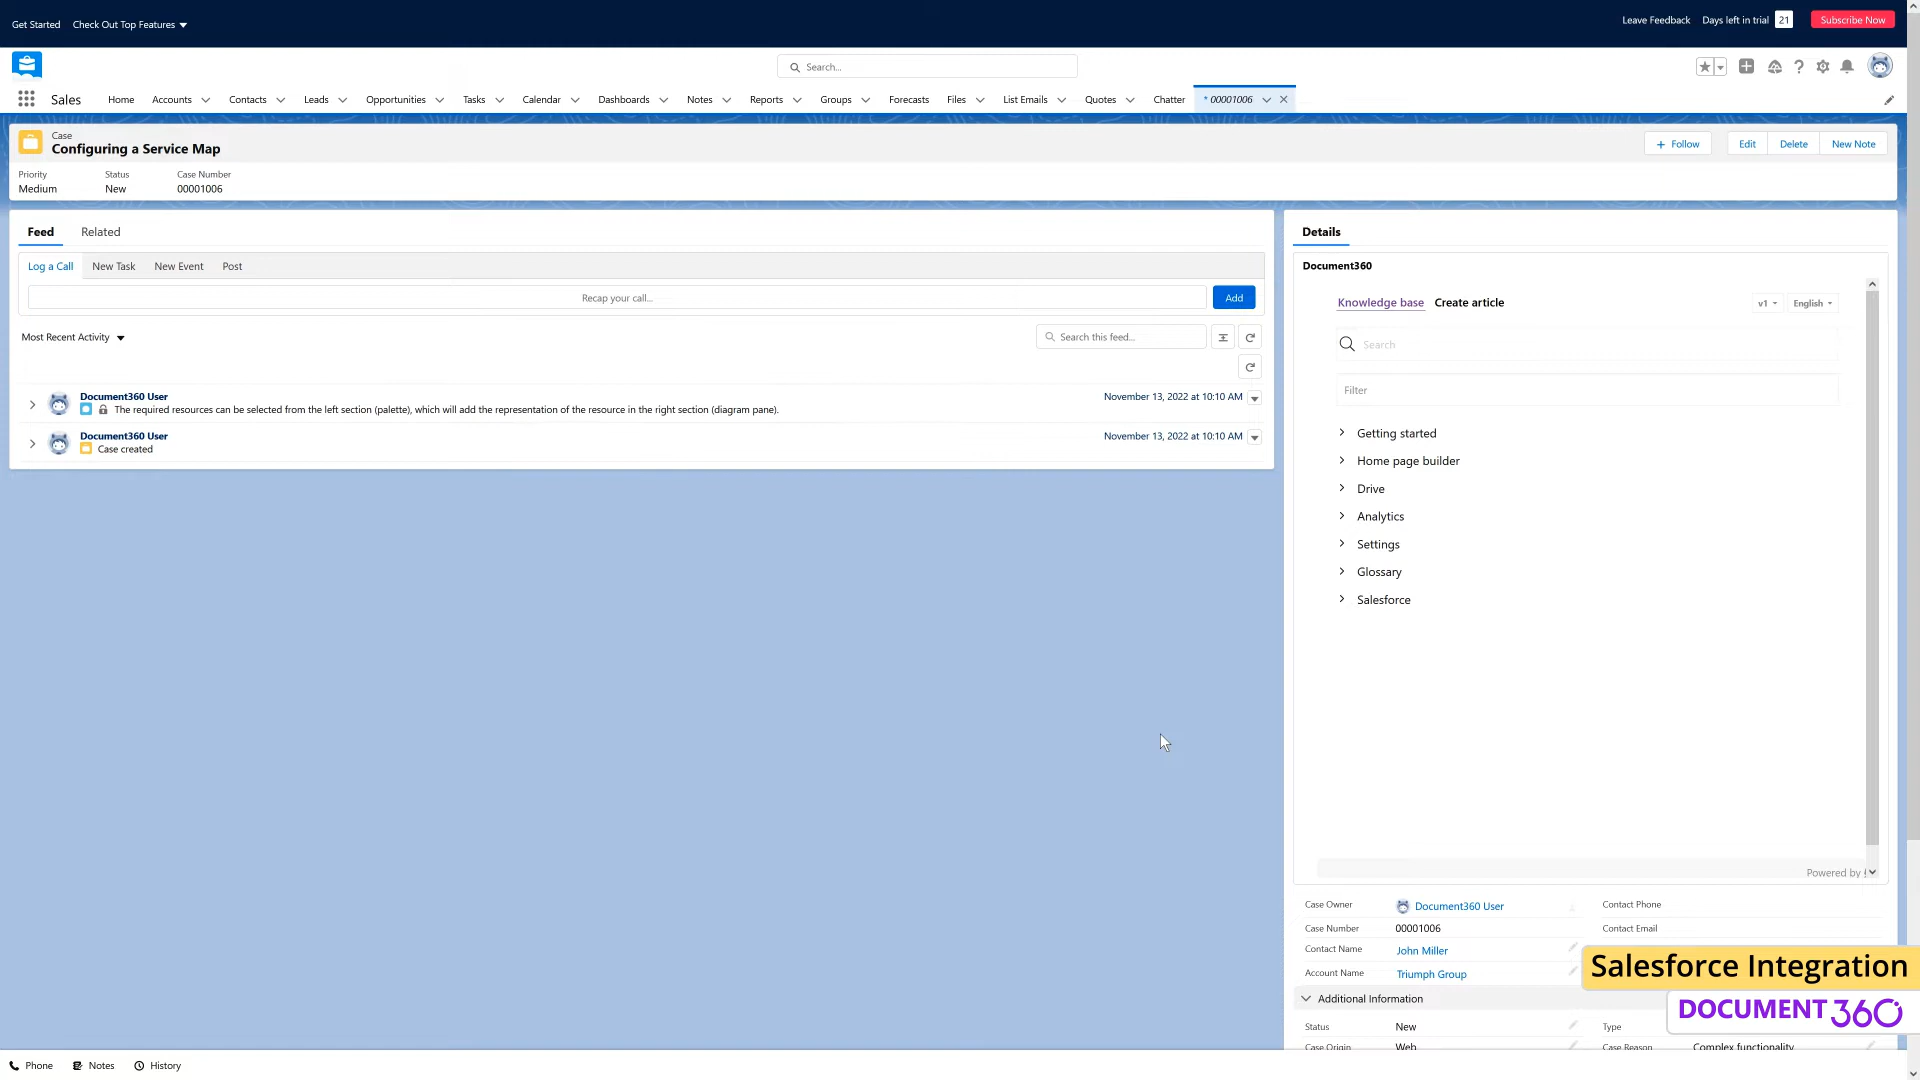 Get Started Check Out Top Features
Leave Feedback Days left in trial 21 Subscribe Now
Search...
Sales Home Accounts Contacts Leads Opportunities Tasks Calendar Dashboards Notes Reports Groups Forecasts Files List Emails Quotes Chatter * 00001006
Case
Configuring a Service Map
+ Follow Edit Delete New Note
Priority Status Case Number
Medium New 00001006
Feed Related
Log a Call New Task New Event Post
Recap your call... Add
Most Recent Activity Search this feed...
Document360 User November 13, 2022 at 10:10 AM
The required resources can be selected from the left section (palette), which will add the representation of the resource in the right section (diagram pane).
Document360 User November 13, 2022 at 10:10 AM
Case created
Details
Document360
Knowledge base Create article v1 English
Search
Filter
Getting started
Home page builder
Drive
Analytics
Settings
Glossary
Salesforce
Powered by
Case Owner Document360 User Contact Phone
Case Number 00001006 Contact Email
Contact Name John Miller
Account Name Triumph Group
Additional Information
Status New Type
Case Origin Web Case Reason Complex functionality
Salesforce Integration
DOCUMENT360
Phone Notes History